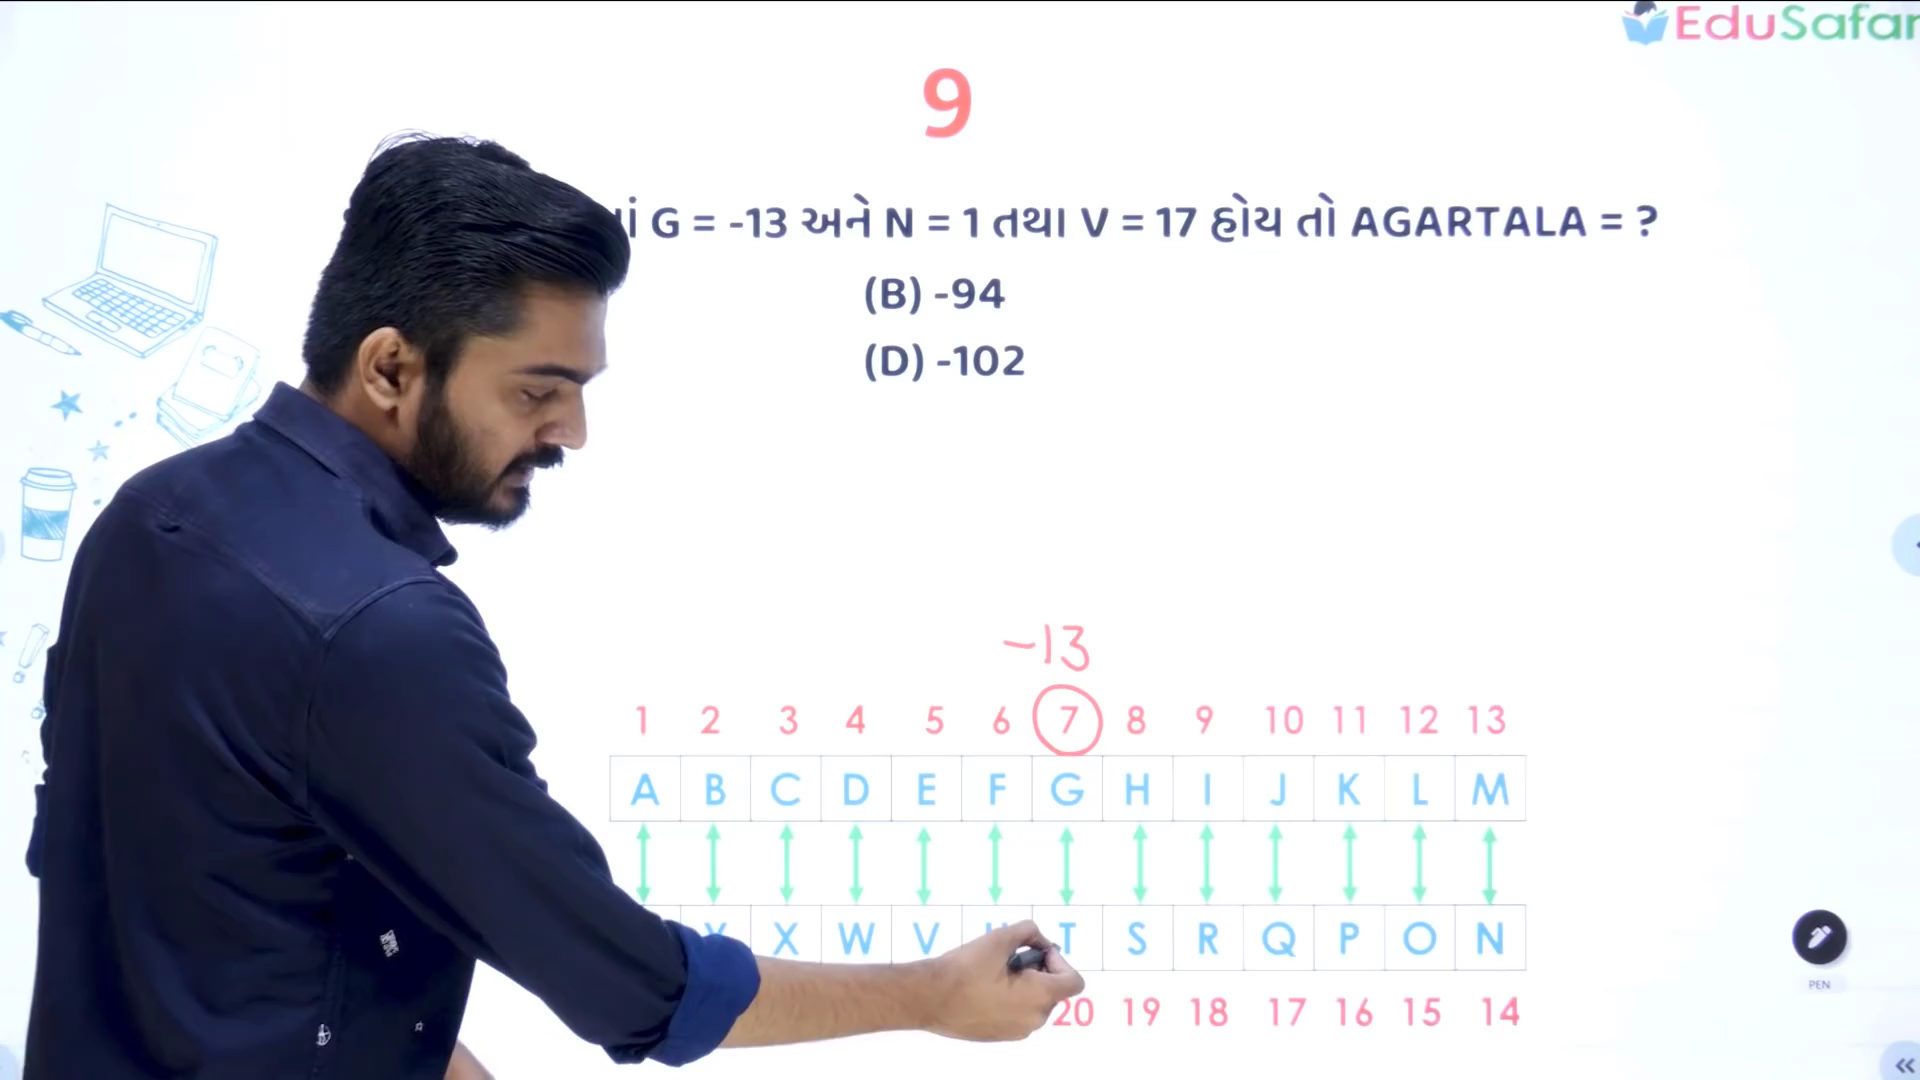 EduSafar
9
G = -13 અને N = 1 તથા V = 17 હોય તો AGARTALA = ?
(B) -94
(D) -102
-13
1 2 3 4 5 6 7 8 9 10 11 12 13
A B C D E F G H I J K L M
X W V T S R Q P O N
20 19 18 17 16 15 14
PEN